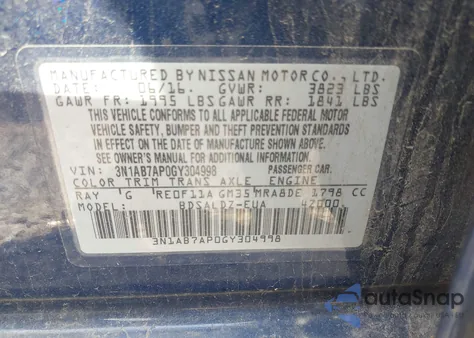 MANUFACTURED BY NISSAN MOTOR CO., LTD.
DATE: 06/16. GVWR: 3823 LBS
GAWR FR: 1995 LBS GAWR RR: 1841 LBS
THIS VEHICLE CONFORMS TO ALL APPLICABLE FEDERAL MOTOR
VEHICLE SAFETY, BUMPER AND THEFT PREVENTION STANDARDS
IN EFFECT ON THE DATE OF MANUFACTURE SHOWN ABOVE.
SEE OWNER'S MANUAL ALSO.
VIN: 3N1AB7AP0GY304998 PASSENGER CAR.
COLOR TRIM TRANS AXLE ENGINE
RAY G RE0F11A GM35 MRA8DE 1798 CC
MODEL: BDSALDZ-EUA 42000
3N1AB7AP0GY304998
autoSnap